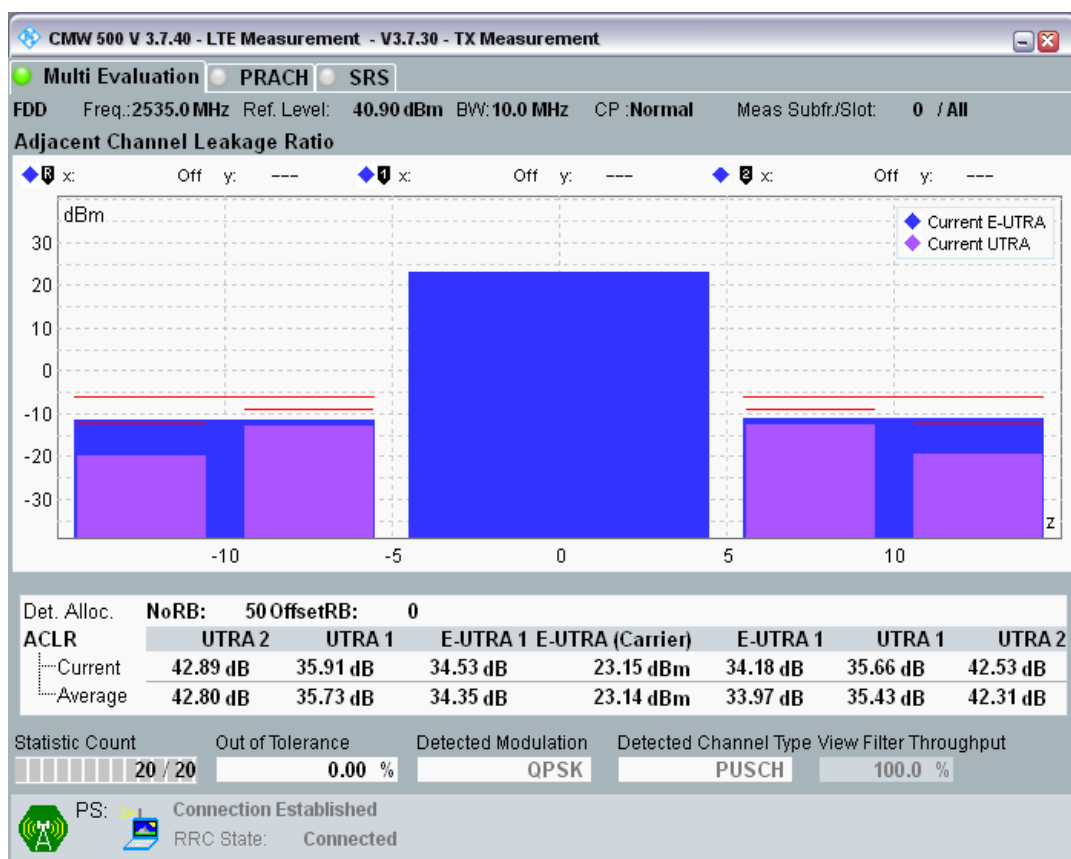 CMW 500 V 3.7.40 - LTE Measurement - V3.7.30 - TX Measurement
Multi Evaluation PRACH SRS
FDD Freq.:2535.0 MHz Ref. Level: 40.90 dBm BW:10.0 MHz CP :Normal Meas Subfr./Slot: 0 / All
Adjacent Channel Leakage Ratio
R x: Off y: --- 1 x: Off y: --- 2 x: Off y: ---
dBm
Current E-UTRA
Current UTRA
30
20
10
0
-10
-20
-30
z
-10 -5 0 5 10
Det. Alloc. NoRB: 50 OffsetRB: 0
ACLR UTRA 2 UTRA 1 E-UTRA 1 E-UTRA (Carrier) E-UTRA 1 UTRA 1 UTRA 2
Current 42.89 dB 35.91 dB 34.53 dB 23.15 dBm 34.18 dB 35.66 dB 42.53 dB
Average 42.80 dB 35.73 dB 34.35 dB 23.14 dBm 33.97 dB 35.43 dB 42.31 dB
Statistic Count Out of Tolerance Detected Modulation Detected Channel Type View Filter Throughput
20 / 20 0.00 % QPSK PUSCH 100.0 %
PS: Connection Established
RRC State: Connected